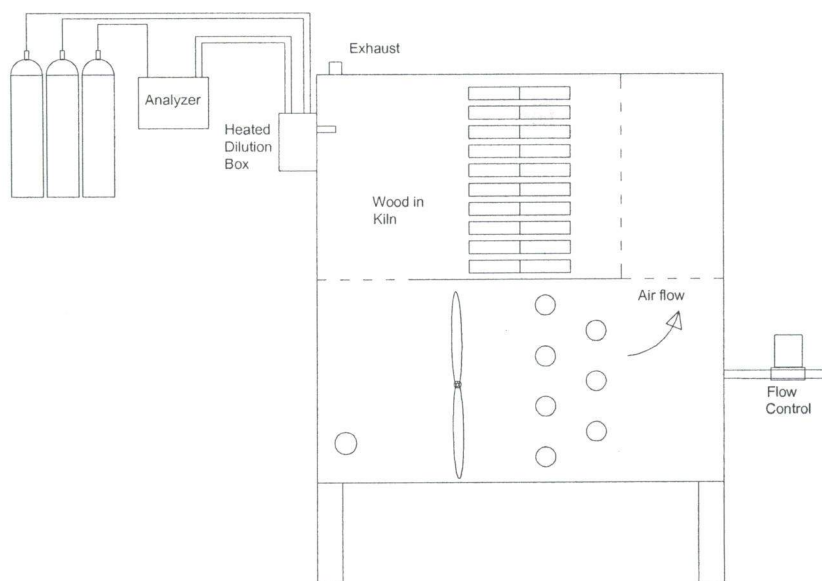 Exhaust
Analyzer
Heated
Dilution
Box
Wood in
Kiln
Air flow
Flow
Control